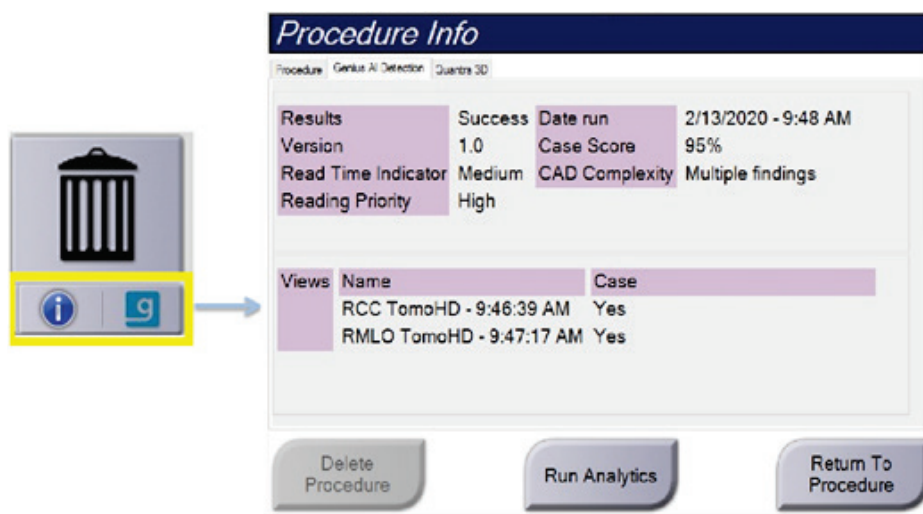 Procedure Info
Procedure Genius AI Detection Quantra 3D
Results Success Date run 2/13/2020 - 9:48 AM
Version 1.0 Case Score 95%
Read Time Indicator Medium CAD Complexity Multiple findings
Reading Priority High
i g
Views Name Case
RCC TomoHD - 9:46:39 AM Yes
RMLO TomoHD - 9:47:17 AM Yes
Delete Procedure
Run Analytics
Return To Procedure